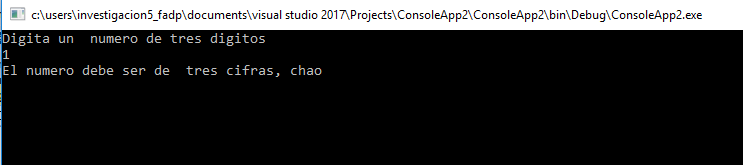 c:\users\investigacion5_fadp\documents\visual studio 2017\Projects\ConsoleApp2\ConsoleApp2\bin\Debug\ConsoleApp2.exe
Digita un  numero de tres digitos
1
El numero debe ser de  tres cifras, chao